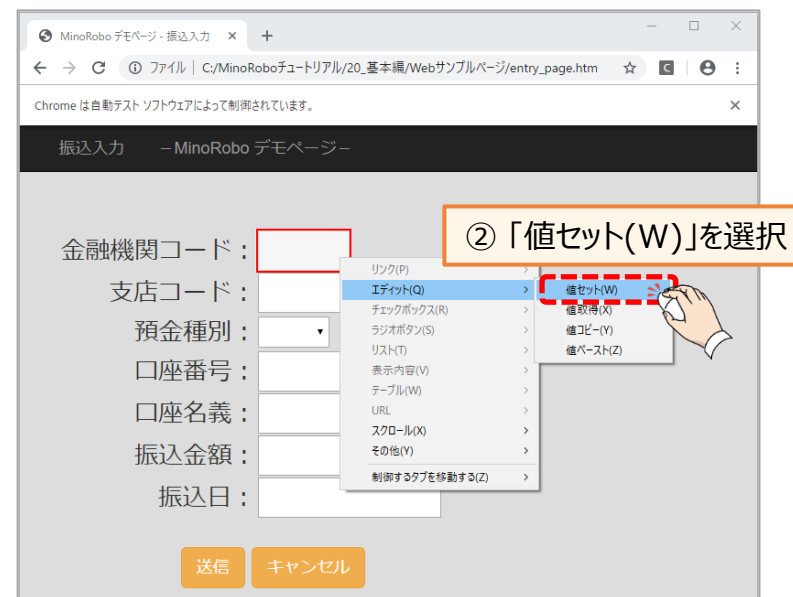 MinoRobo デモページ - 振込入力
ファイル | C:/MinoRoboチュートリアル/20_基本編/Webサンプルページ/entry_page.htm
Chrome は自動テスト ソフトウェアによって制御されています。
振込入力 －MinoRobo デモページ－
② 「値セット(W)」を選択
金融機関コード：
支店コード：
預金種別：
口座番号：
口座名義：
振込金額：
振込日：
リンク(P)
エディット(Q)
チェックボックス(R)
ラジオボタン(S)
リスト(T)
表示内容(V)
テーブル(W)
URL
スクロール(X)
その他(Y)
制御するタブを移動する(Z)
値セット(W)
値取得(X)
値コピー(Y)
値ペースト(Z)
送信 キャンセル